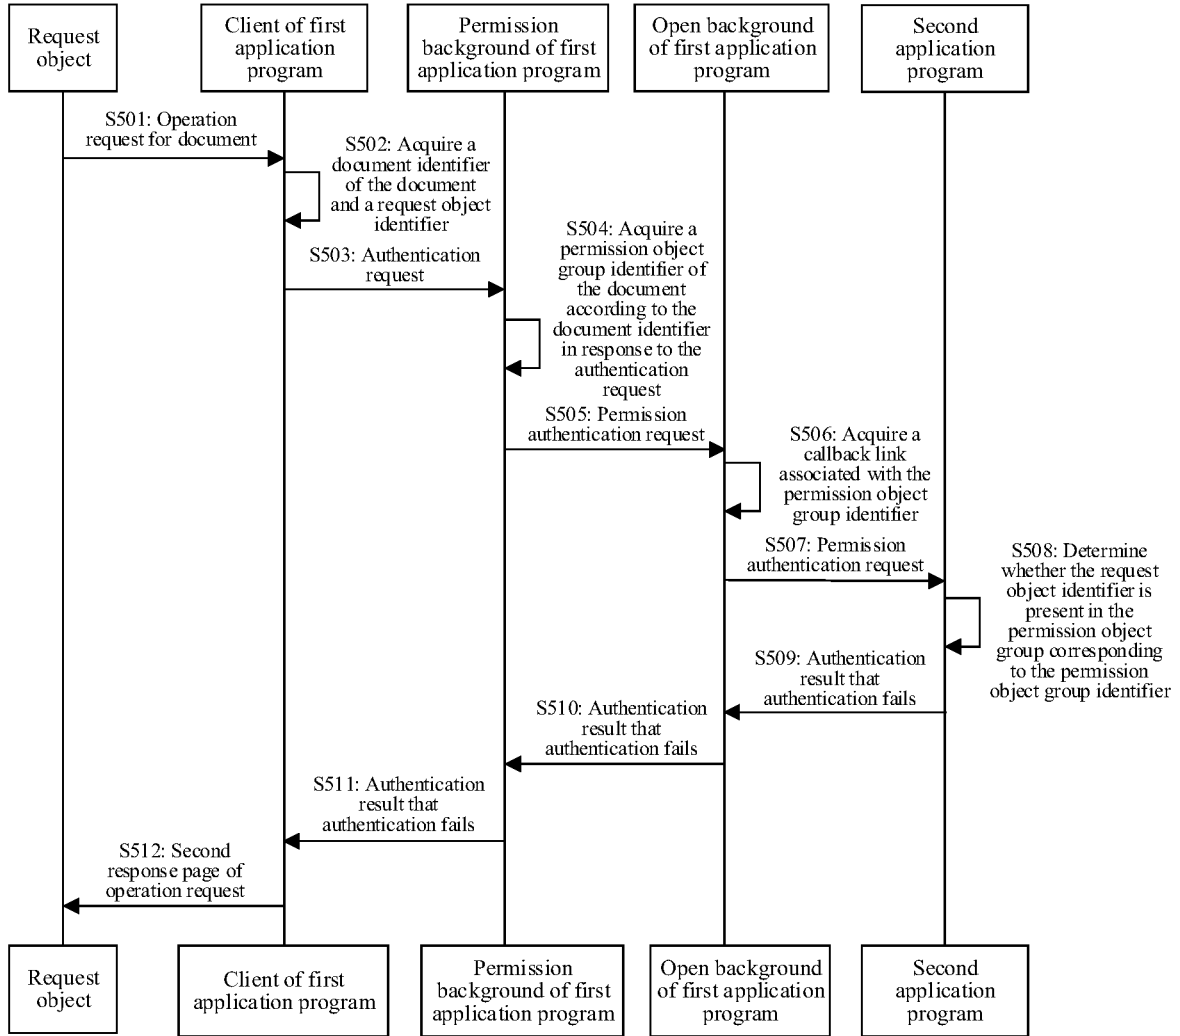 Request
object
Client of first
application
program
Permission
background of first
application program
Open background
of first application
program
Second
application
program
S501: Operation
request for document
S502: Acquire a
document identifier
of the document
and a request object
identifier
S503: Authentication
request
S504: Acquire a
permission object
group identifier of
the document
according to the
document identifier
in response to the
authentication
request
S505: Permission
authentication request
S506: Acquire a
callback link
associated with the
permission object
group identifier
S507: Permission
authentication request
S508: Determine
whether the request
object identifier is
present in the
permission object
group corresponding
to the permission
object group identifier
S509: Authentication
result that
authentication fails
S510: Authentication
result that
authentication fails
S511: Authentication
result that
authentication fails
S512: Second
response page of
operation request
Request
object
Client of first
application program
Permission
background of first
application program
Open background
of first application
program
Second
application
program